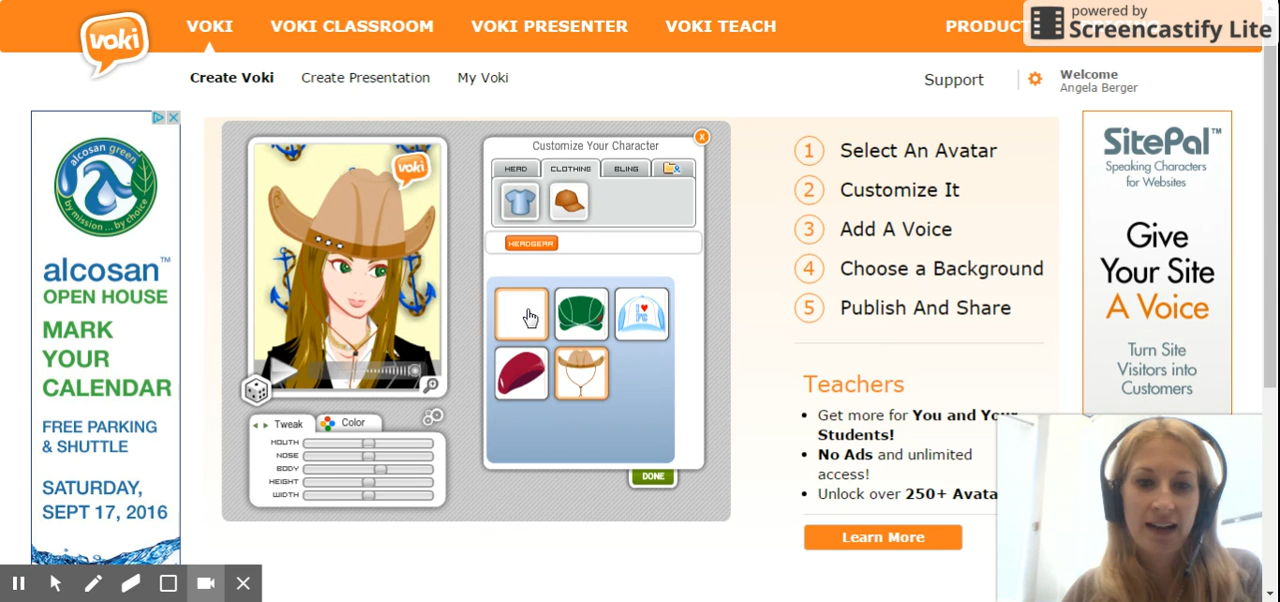 voki
VOKI
VOKI CLASSROOM
VOKI PRESENTER
VOKI TEACH
PRODUC
powered by
Screencastify Lite
Create Voki
Create Presentation
My Voki
Support
Welcome
Angela Berger
alcosan green
by mission ... by choice
alcosan™
OPEN HOUSE
MARK
YOUR
CALENDAR
FREE PARKING
& SHUTTLE
SATURDAY,
SEPT 17, 2016
voki
Tweak
Color
MOUTH
NOSE
BODY
HEIGHT
WIDTH
Customize Your Character
X
HEAD
CLOTHING
BLING
HEADGEAR
DONE
1 Select An Avatar
2 Customize It
3 Add A Voice
4 Choose a Background
5 Publish And Share
Teachers
• Get more for You and Your
Students!
• No Ads and unlimited
access!
• Unlock over 250+ Avata
Learn More
SitePal™
Speaking Characters
for Websites
Give
Your Site
A Voice
Turn Site
Visitors into
Customers